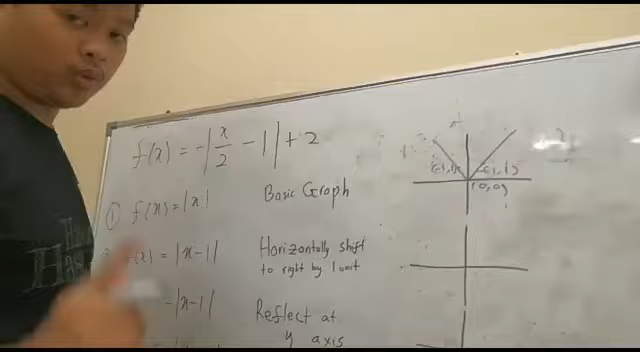 f(x) = -|x/2 - 1| + 2
① f(x) = |x| Basic Graph
(x) = |x-1| Horizontally shift
to right by 1 unit
-|x-1| Reflect at
y axis
(-1,1) (1,1)
(0,0)